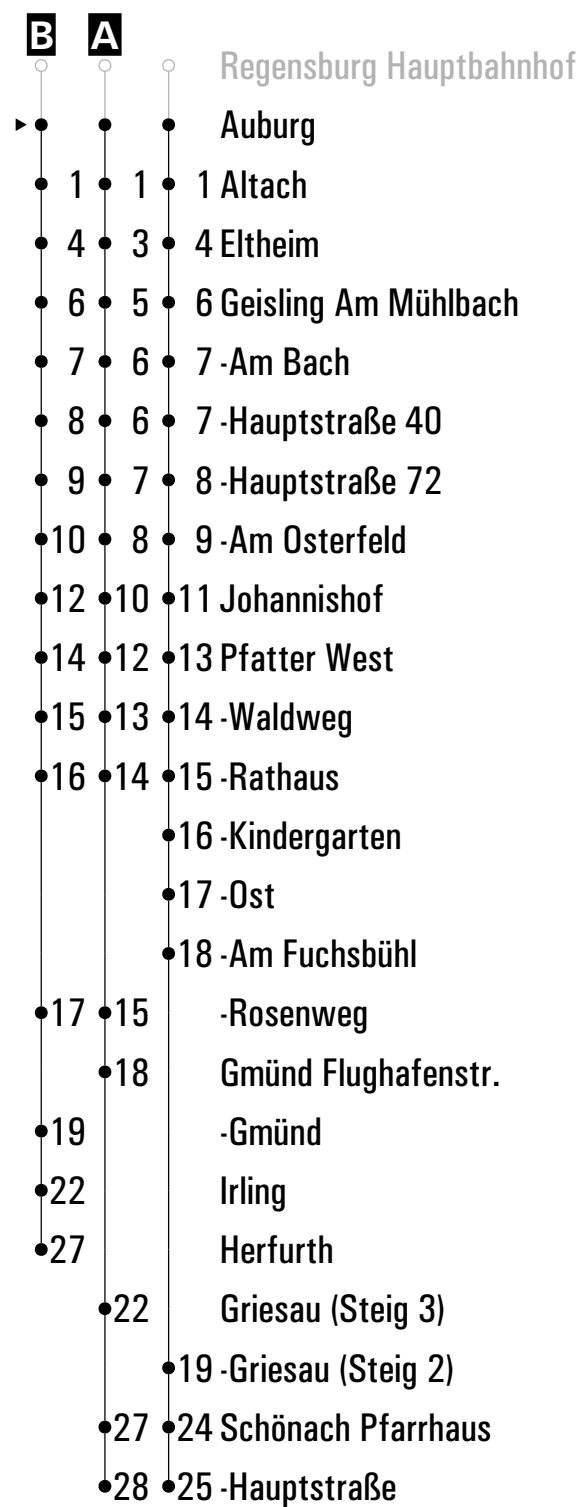 B A
Regensburg Hauptbahnhof
Auburg
1 1 1 Altach
4 3 4 Eltheim
6 5 6 Geisling Am Mühlbach
7 6 7 -Am Bach
8 6 7 -Hauptstraße 40
9 7 8 -Hauptstraße 72
10 8 9 -Am Osterfeld
12 10 11 Johannishof
14 12 13 Pfatter West
15 13 14 -Waldweg
16 14 15 -Rathaus
16 -Kindergarten
17 -Ost
18 -Am Fuchsbühl
17 15 -Rosenweg
18 Gmünd Flughafenstr.
19 -Gmünd
22 Irling
27 Herfurth
22 Griesau (Steig 3)
19 -Griesau (Steig 2)
27 24 Schönach Pfarrhaus
28 25 -Hauptstraße